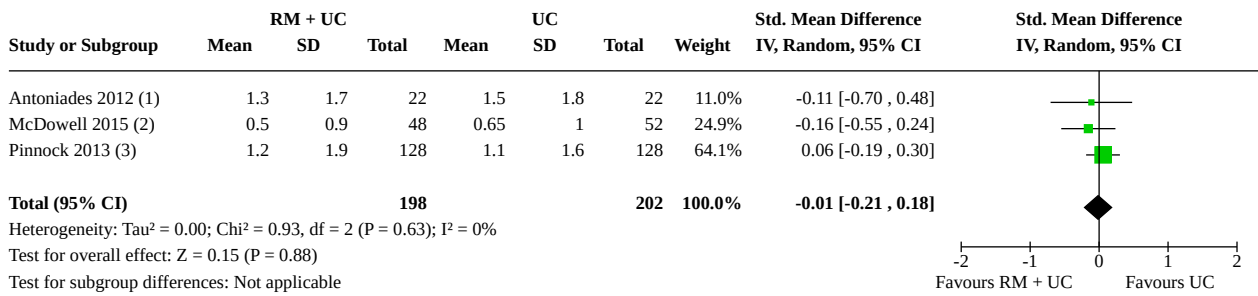 RM + UC UC Std. Mean Difference Std. Mean Difference
Study or Subgroup Mean SD Total Mean SD Total Weight IV, Random, 95% CI IV, Random, 95% CI
Antoniades 2012 (1) 1.3 1.7 22 1.5 1.8 22 11.0% -0.11 [-0.70 , 0.48]
McDowell 2015 (2) 0.5 0.9 48 0.65 1 52 24.9% -0.16 [-0.55 , 0.24]
Pinnock 2013 (3) 1.2 1.9 128 1.1 1.6 128 64.1% 0.06 [-0.19 , 0.30]
Total (95% CI) 198 202 100.0% -0.01 [-0.21 , 0.18]
Heterogeneity: Tau² = 0.00; Chi² = 0.93, df = 2 (P = 0.63); I² = 0%
Test for overall effect: Z = 0.15 (P = 0.88)
-2 -1 0 1 2
Test for subgroup differences: Not applicable
Favours RM + UC Favours UC